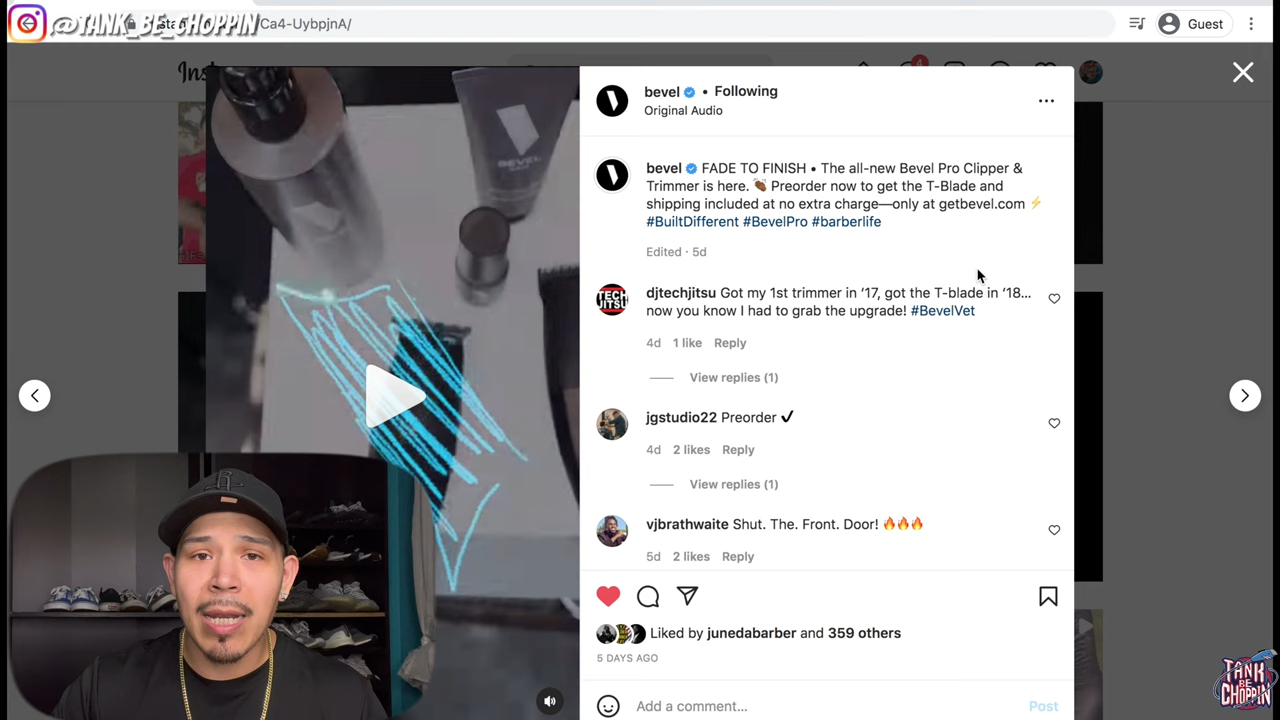 @TANK_BE_CHOPPIN
/Ca4-UybpjnA/
Guest
Ins
4
bevel • Following
Original Audio
bevel FADE TO FINISH • The all-new Bevel Pro Clipper &
Trimmer is here. 👏🏾 Preorder now to get the T-Blade and
shipping included at no extra charge—only at getbevel.com ⚡
#BuiltDifferent #BevelPro #barberlife
Edited · 5d
djtechjitsu Got my 1st trimmer in ‘17, got the T-blade in ‘18...
now you know I had to grab the upgrade! #BevelVet
4d 1 like Reply
View replies (1)
jgstudio22 Preorder ✔
4d 2 likes Reply
View replies (1)
vjbrathwaite Shut. The. Front. Door! 🔥🔥🔥
5d 2 likes Reply
Liked by junedabarber and 359 others
5 DAYS AGO
Add a comment...
Post
BEVEL
TECH
JITSU
TANK
BE
CHOPPIN